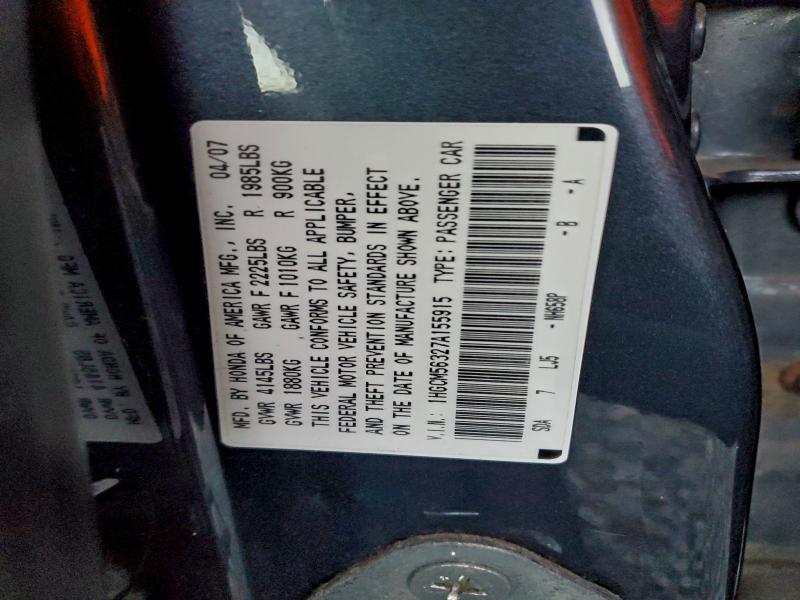 MFD. BY HONDA OF AMERICA MFG., INC. 04/07
GVWR 4145LBS GAWR F 2225LBS R 1985LBS
GVWR 1880KG GAWR F 1010KG R 900KG
THIS VEHICLE CONFORMS TO ALL APPLICABLE
FEDERAL MOTOR VEHICLE SAFETY, BUMPER,
AND THEFT PREVENTION STANDARDS IN EFFECT
ON THE DATE OF MANUFACTURE SHOWN ABOVE.
V.I.N.: 1HGCM56327A155915 TYPE: PASSENGER CAR
SDA 7 LJ5 - NH658P - B - A